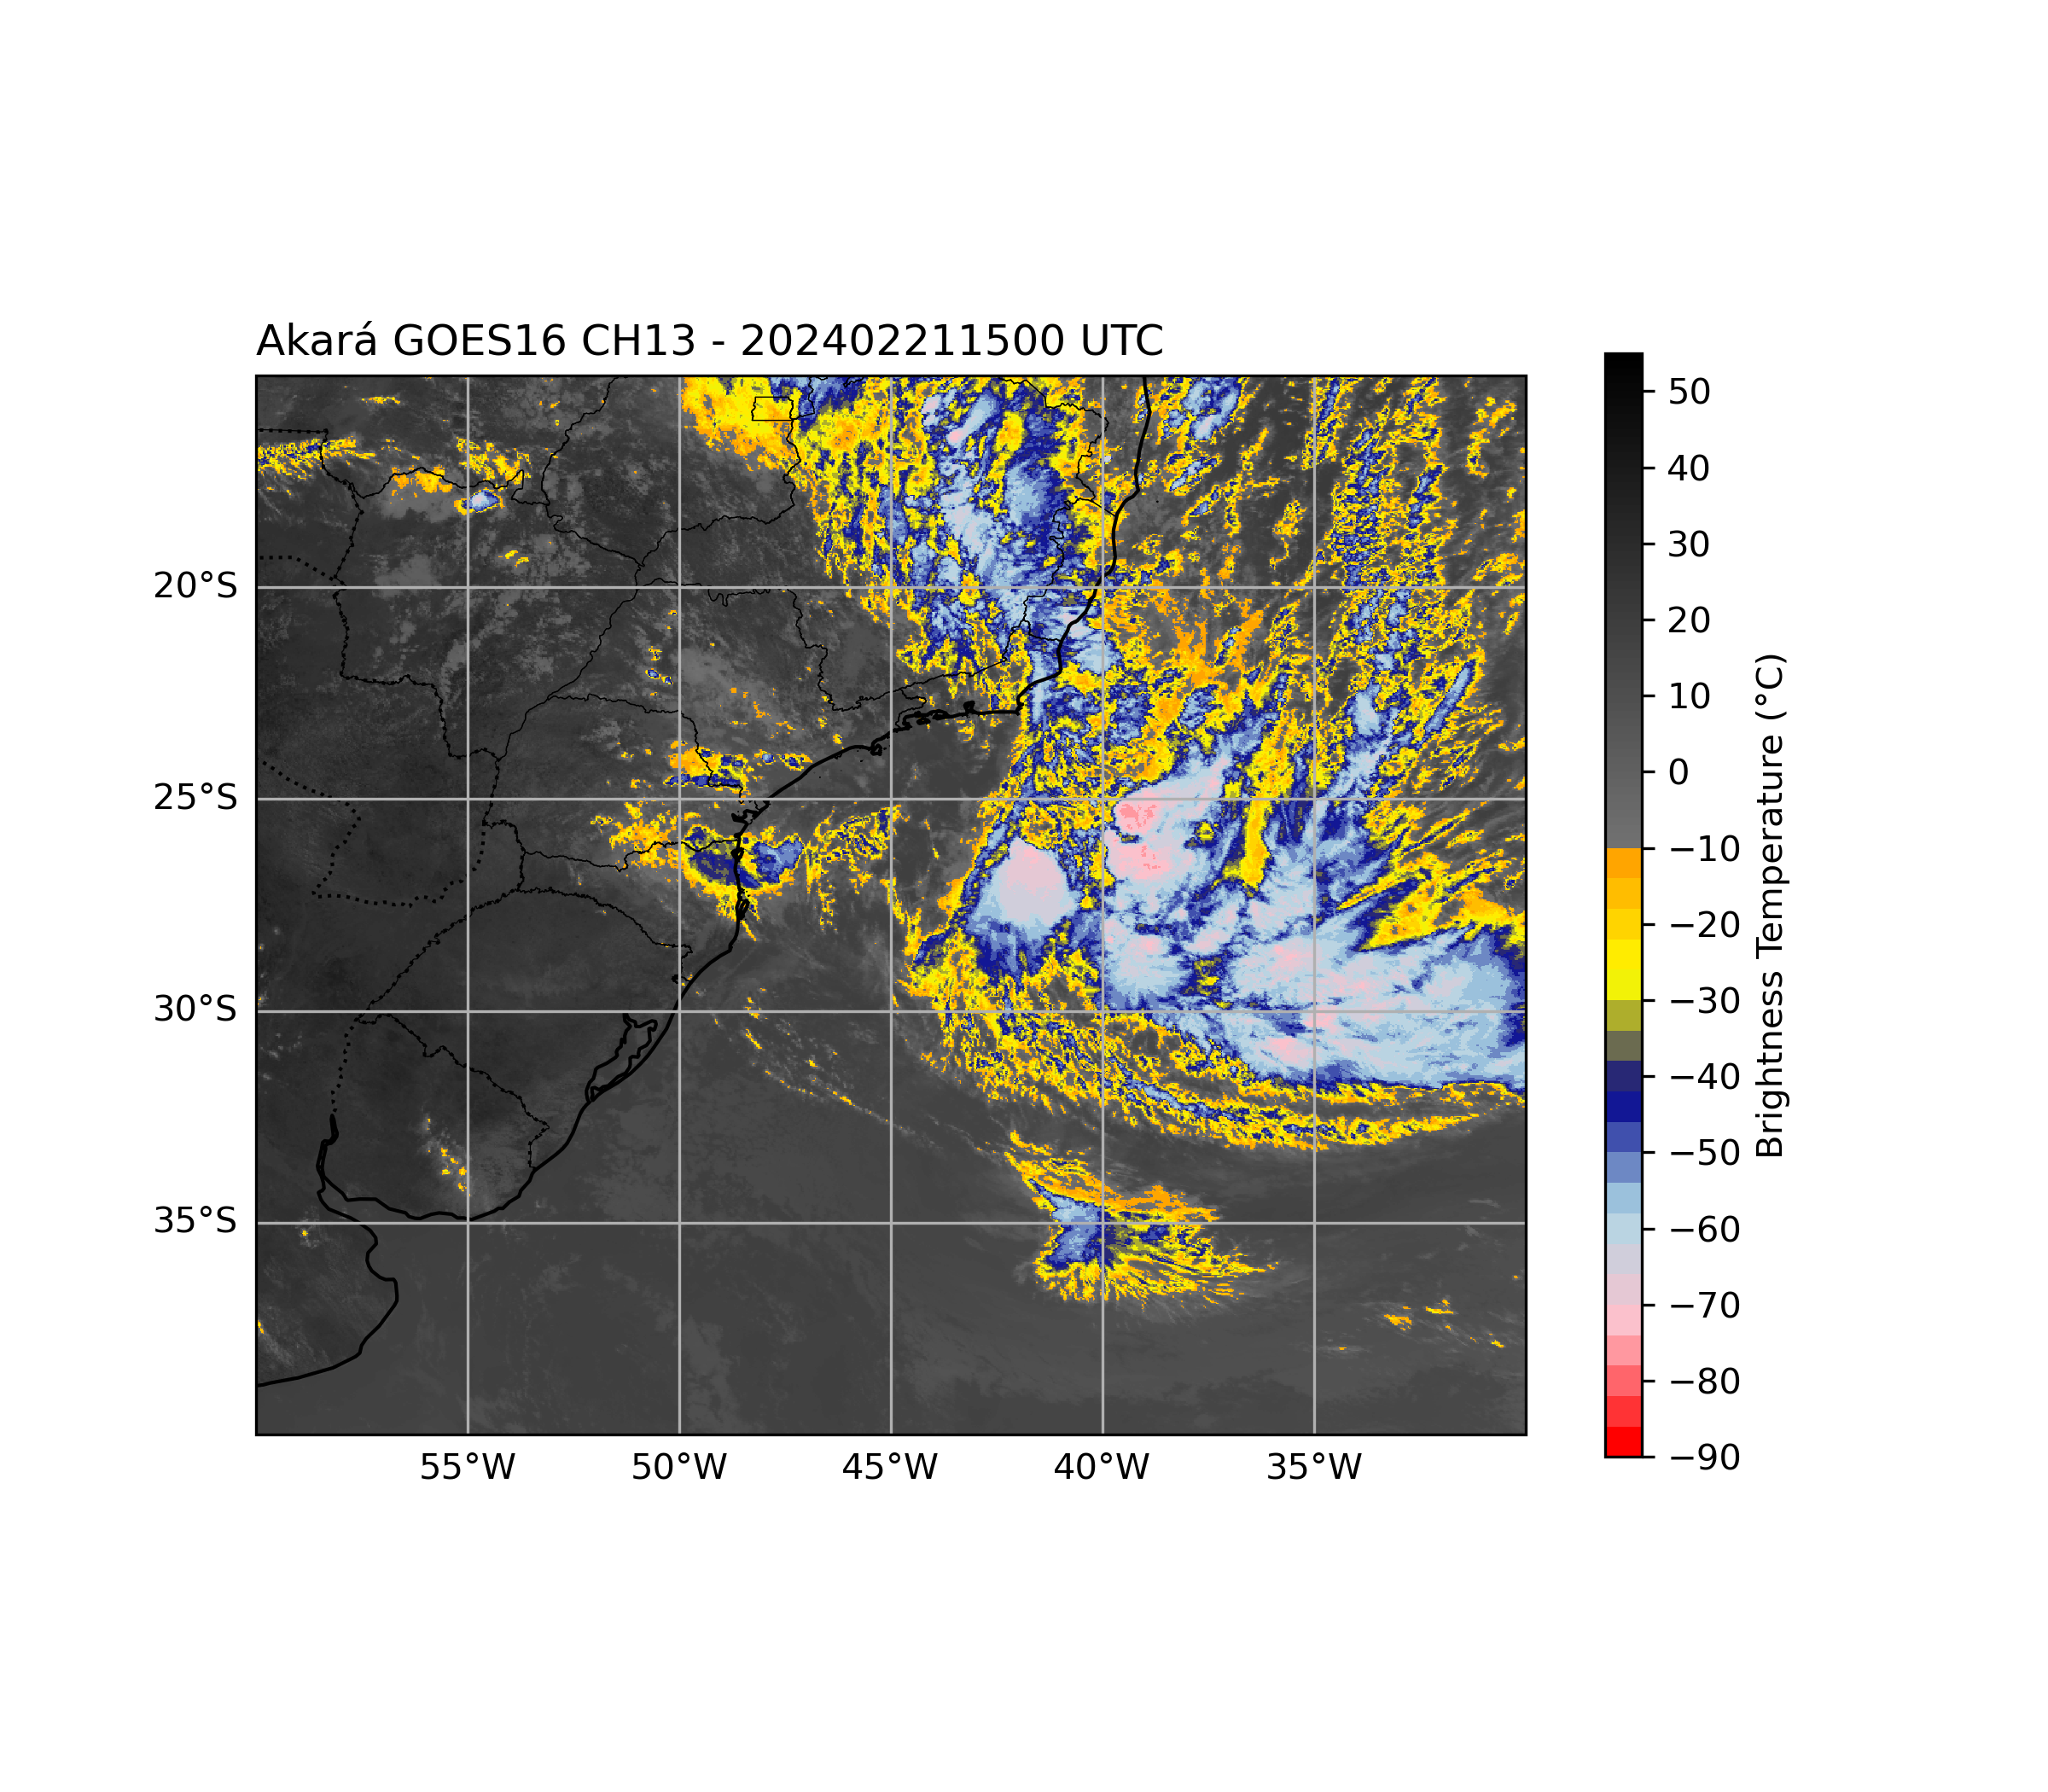 Akará GOES16 CH13 - 202402211500 UTC
20°S
25°S
30°S
35°S
55°W
50°W
45°W
40°W
35°W
50
40
30
20
10
0
−10
−20
−30
−40
−50
−60
−70
−80
−90
Brightness Temperature (°C)